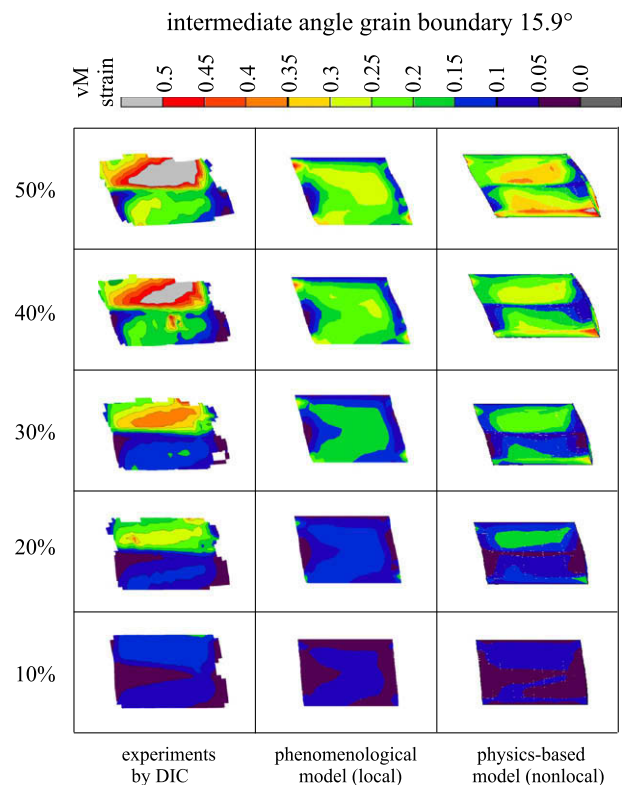 intermediate angle grain boundary 15.9°
vM strain
0.5 0.45 0.4 0.35 0.3 0.25 0.2 0.15 0.1 0.05 0.0
50%
40%
30%
20%
10%
experiments by DIC
phenomenological model (local)
physics-based model (nonlocal)